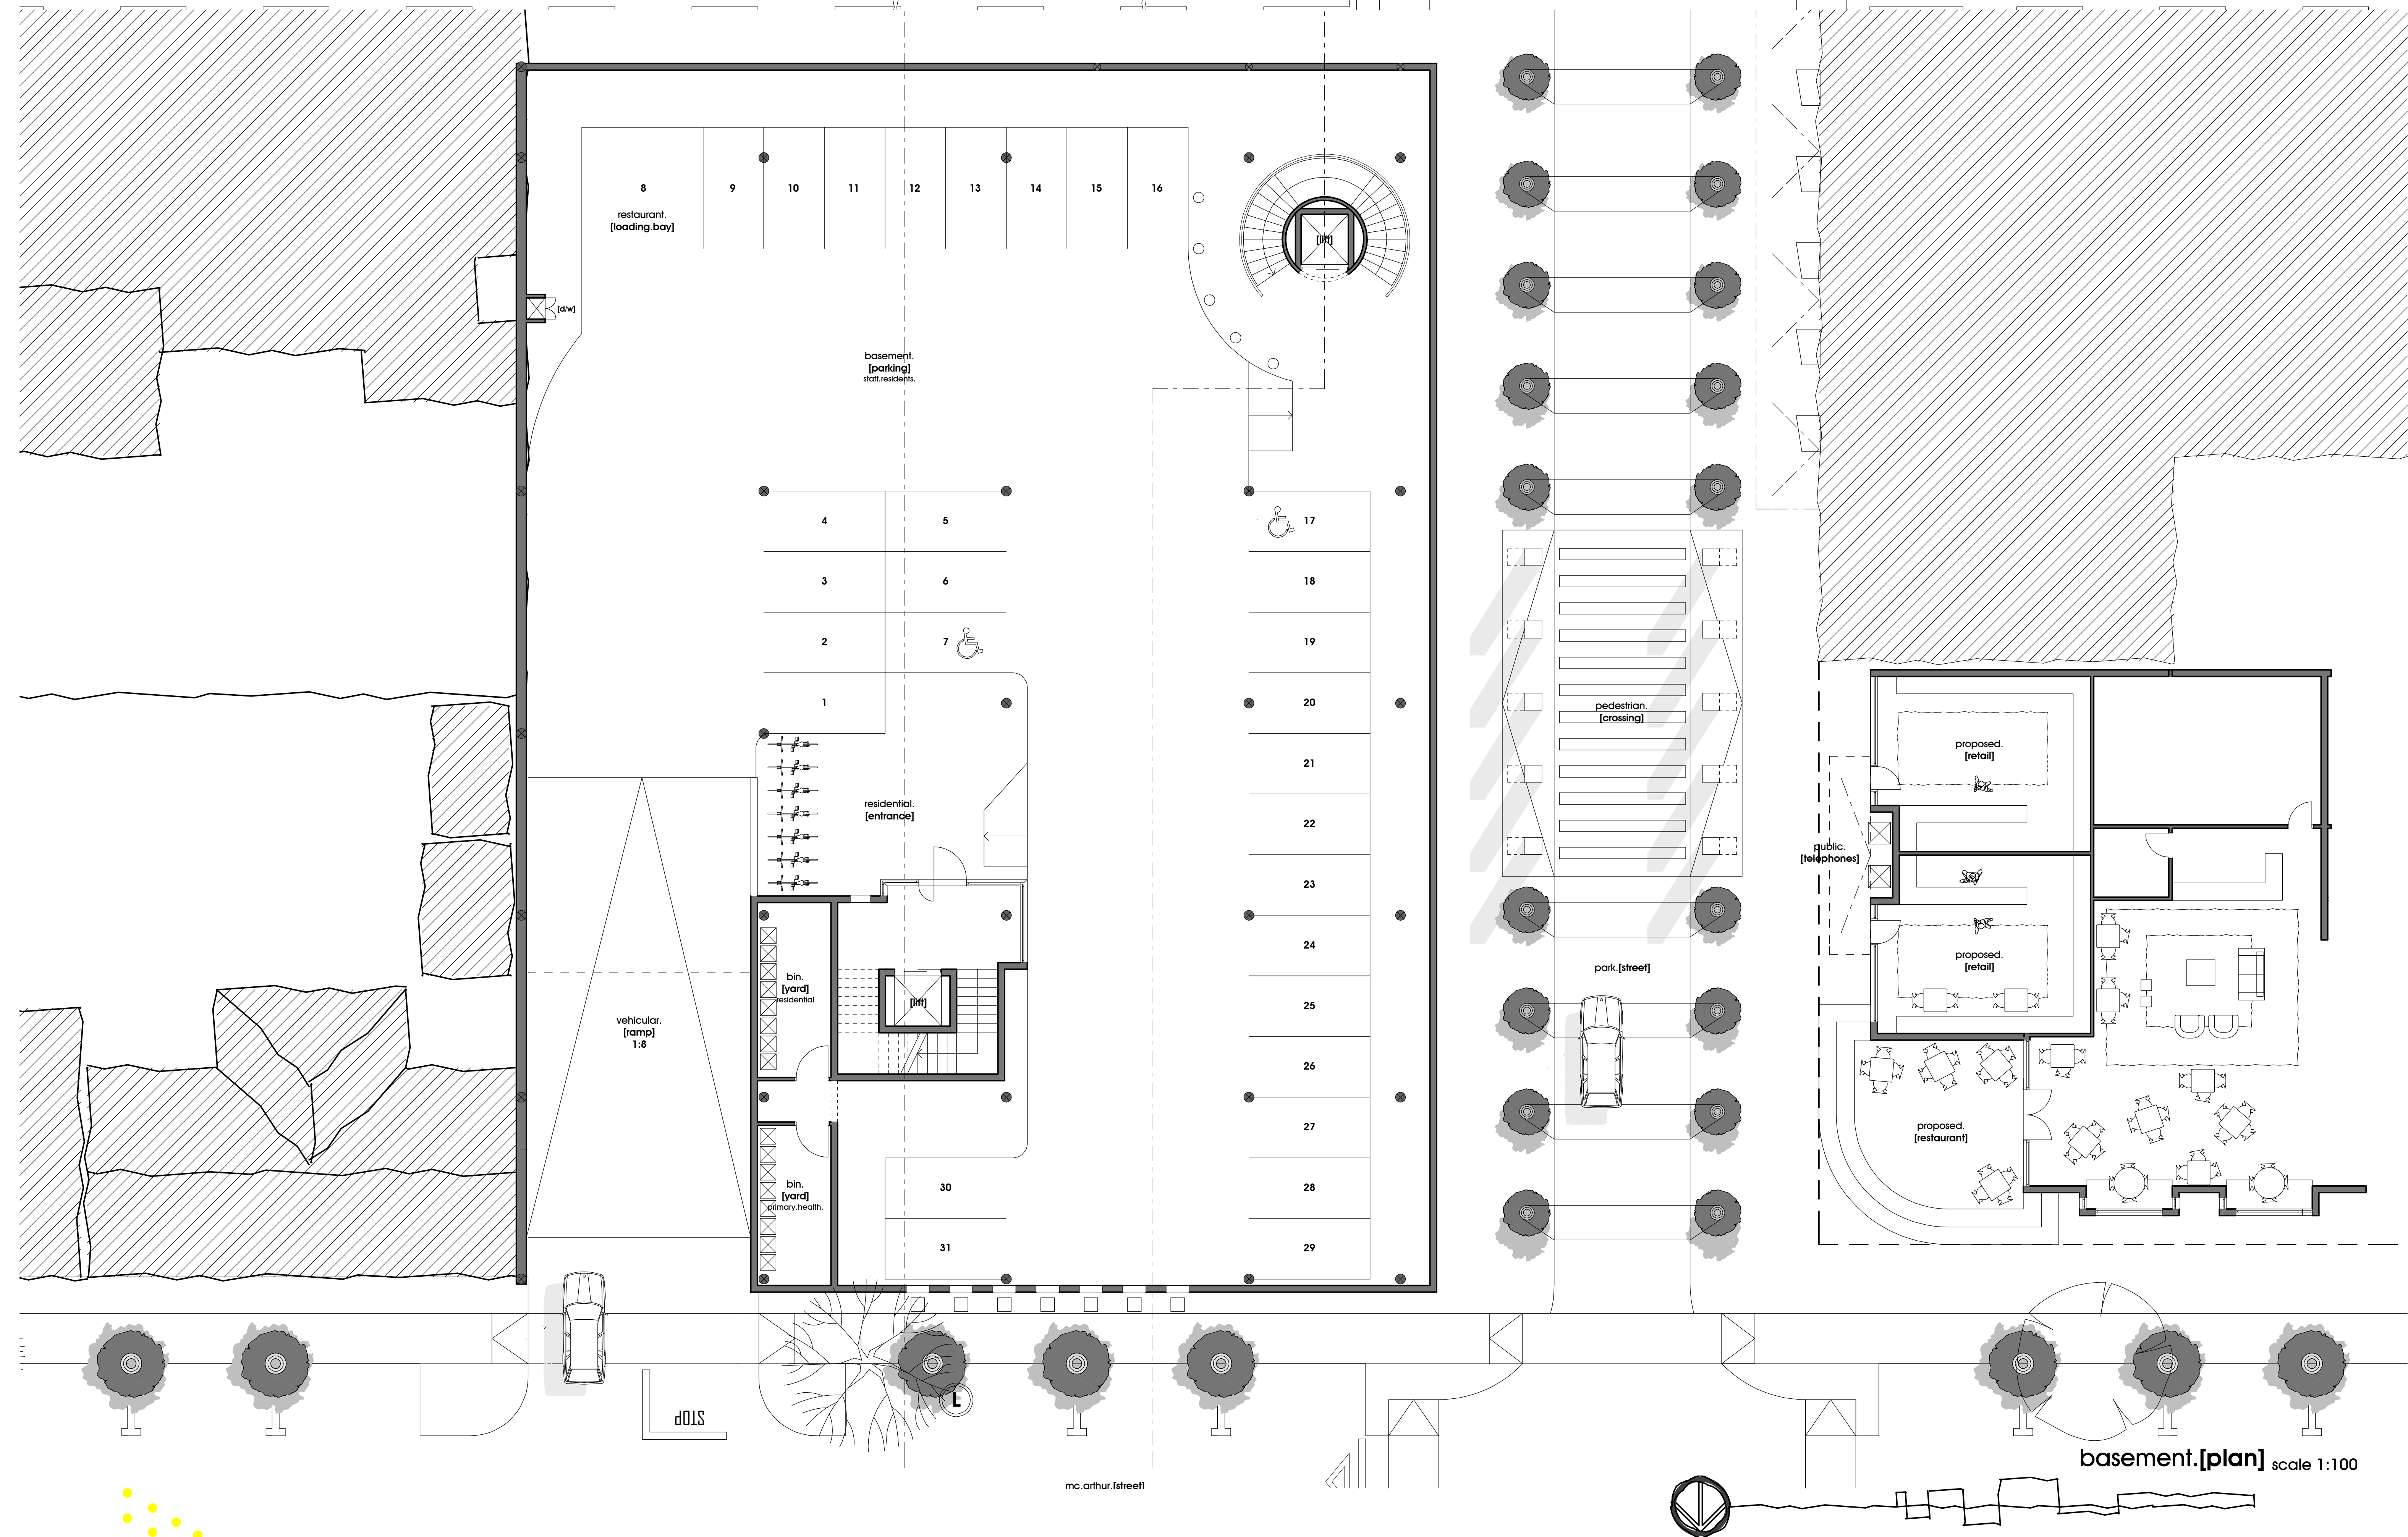 8
9
10
11
12
13
14
15
16
restaurant.
[loading.bay]
[lift]
[d/w]
basement.
[parking]
staff.residents.
4
5
17
3
6
18
2
7
19
1
20
21
22
23
24
25
26
27
28
29
30
31
residential.
[entrance]
bin.
[yard]
residential
[lift]
vehicular.
[ramp]
1:8
bin.
[yard]
primary.health.
pedestrian.
[crossing]
park.[street]
proposed.
[retail]
public.
[telephones]
proposed.
[retail]
proposed.
[restaurant]
STOP
L
mc.arthur.[street]
basement.[plan] scale 1:100